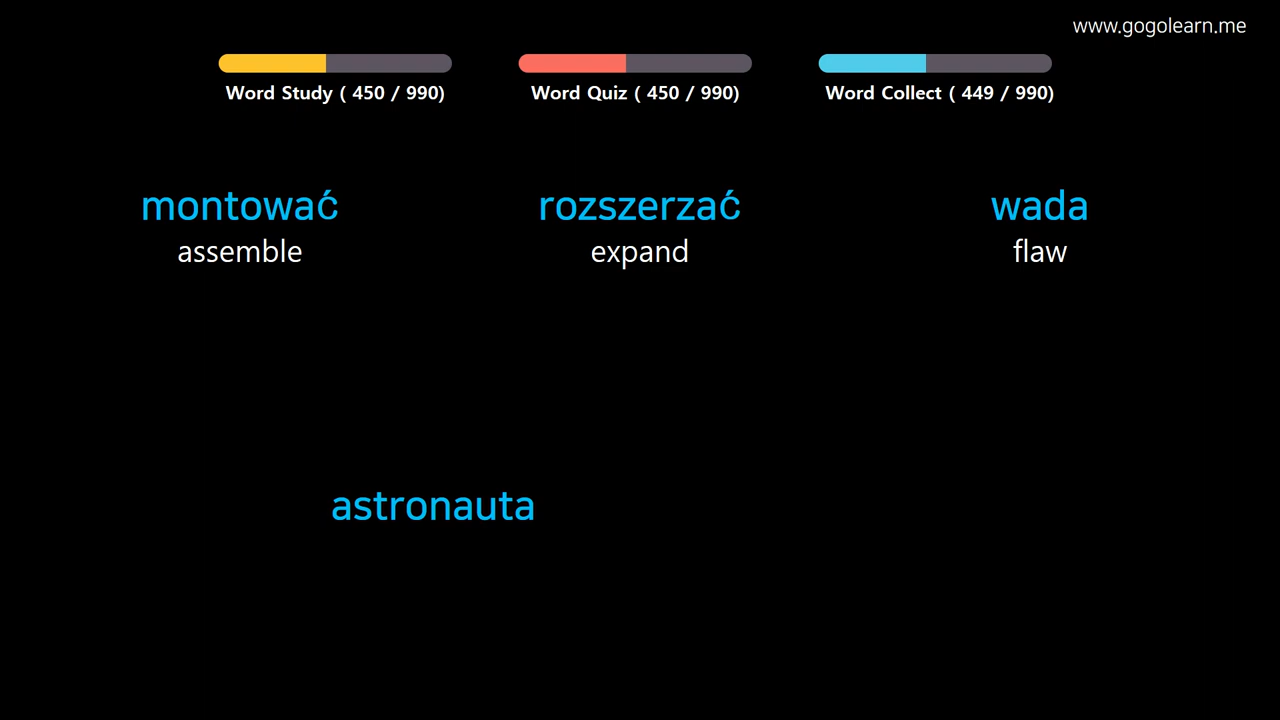 www.gogolearn.me
Word Study ( 450 / 990)
Word Quiz ( 450 / 990)
Word Collect ( 449 / 990)
montować
rozszerzać
wada
assemble
expand
flaw
astronauta